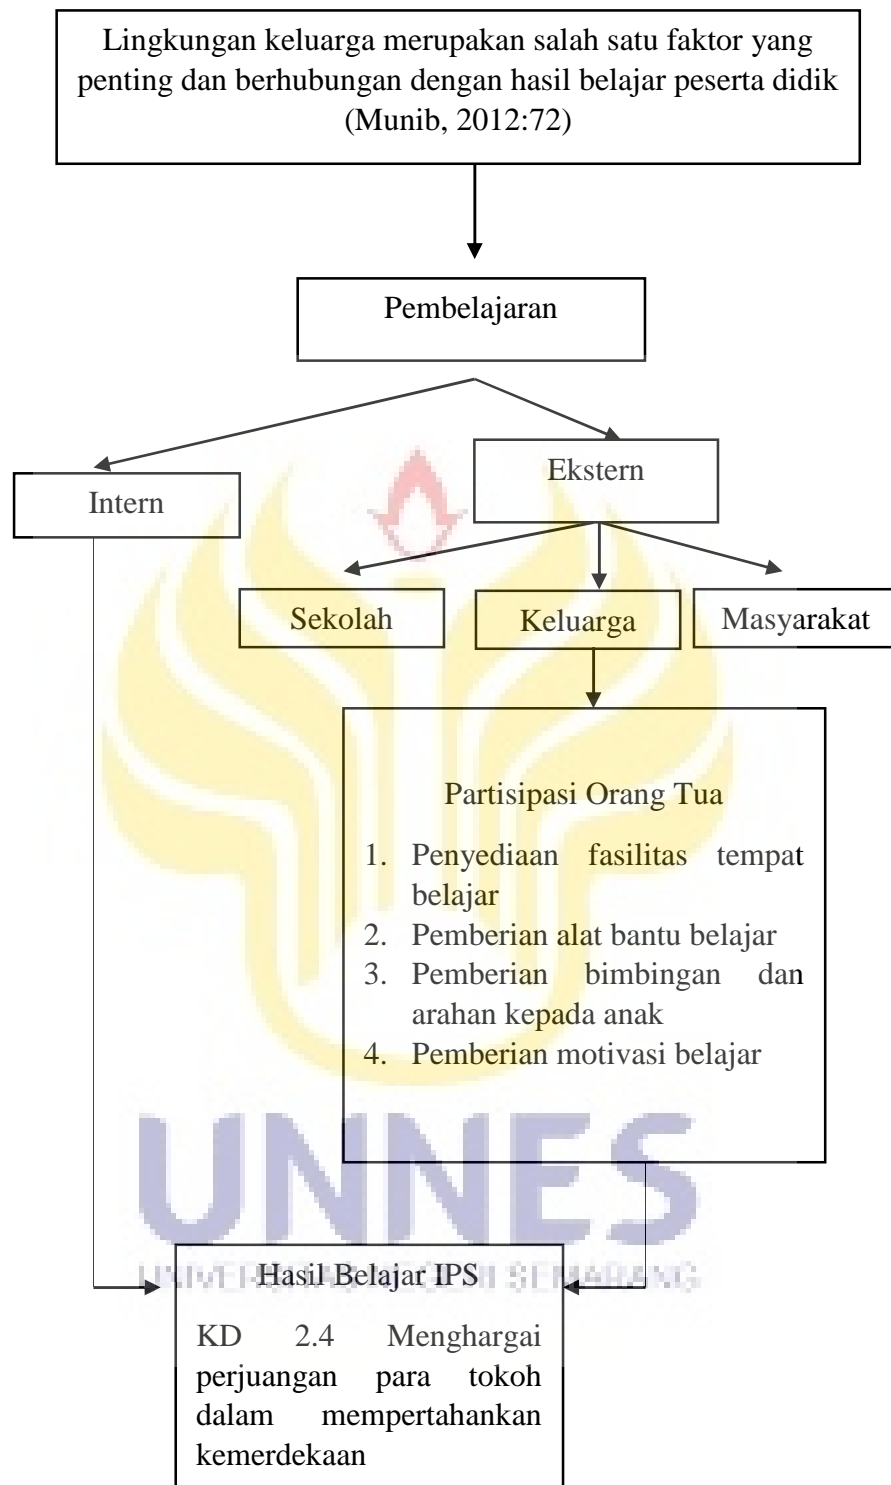 Lingkungan keluarga merupakan salah satu faktor yang
penting dan berhubungan dengan hasil belajar peserta didik
(Munib, 2012:72)
Pembelajaran
Intern
Ekstern
Sekolah
Keluarga
Masyarakat
Partisipasi Orang Tua
1. Penyediaan fasilitas tempat
belajar
2. Pemberian alat bantu belajar
3. Pemberian bimbingan dan
arahan kepada anak
4. Pemberian motivasi belajar
UNNES
UNIVERSITAS NEGERI SEMARANG
Hasil Belajar IPS
KD 2.4 Menghargai
perjuangan para tokoh
dalam mempertahankan
kemerdekaan